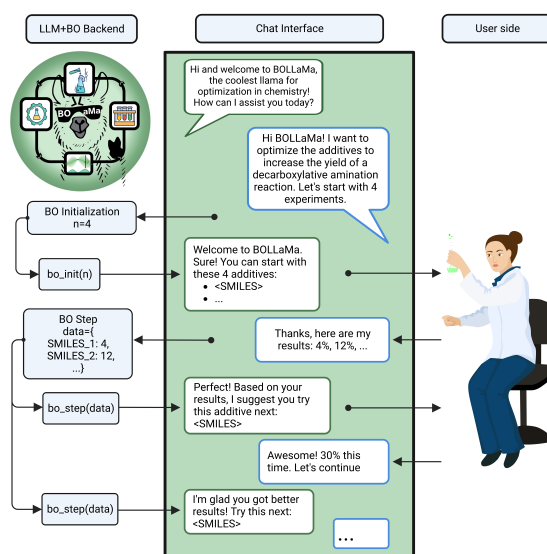 LLM+BO Backend
Chat Interface
User side
BO LaMa
Hi and welcome to BOLLaMa,
the coolest llama for
optimization in chemistry!
How can I assist you today?
Hi BOLLaMa! I want to
optimize the additives to
increase the yield of a
decarboxylative amination
reaction. Let's start with 4
experiments.
BO Initialization
n=4
bo_init(n)
Welcome to BOLLaMa.
Sure! You can start with
these 4 additives:
• <SMILES>
• ...
BO Step
data={
SMILES_1: 4,
SMILES_2: 12,
...}
Thanks, here are my
results: 4%, 12%, ...
bo_step(data)
Perfect! Based on your
results, I suggest you try
this additive next:
<SMILES>
Awesome! 30% this
time. Let's continue
bo_step(data)
I'm glad you got better
results! Try this next:
<SMILES>
...